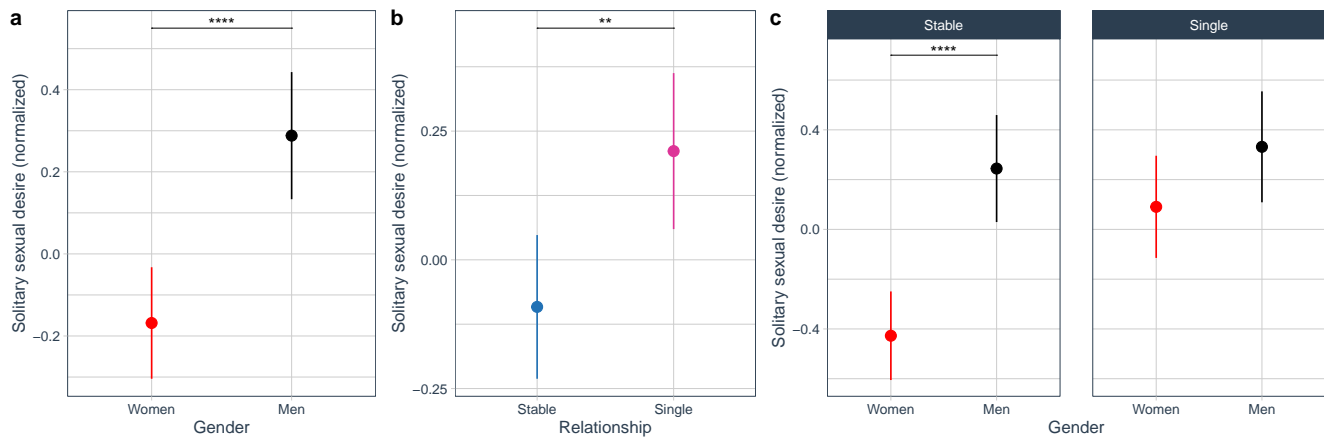 a
****
Solitary sexual desire (normalized)
0.4
0.2
0.0
−0.2
Women
Men
Gender
b
**
Solitary sexual desire (normalized)
0.25
0.00
−0.25
Stable
Single
Relationship
c
Stable
Single
****
Solitary sexual desire (normalized)
0.4
0.0
−0.4
Women
Men
Women
Men
Gender